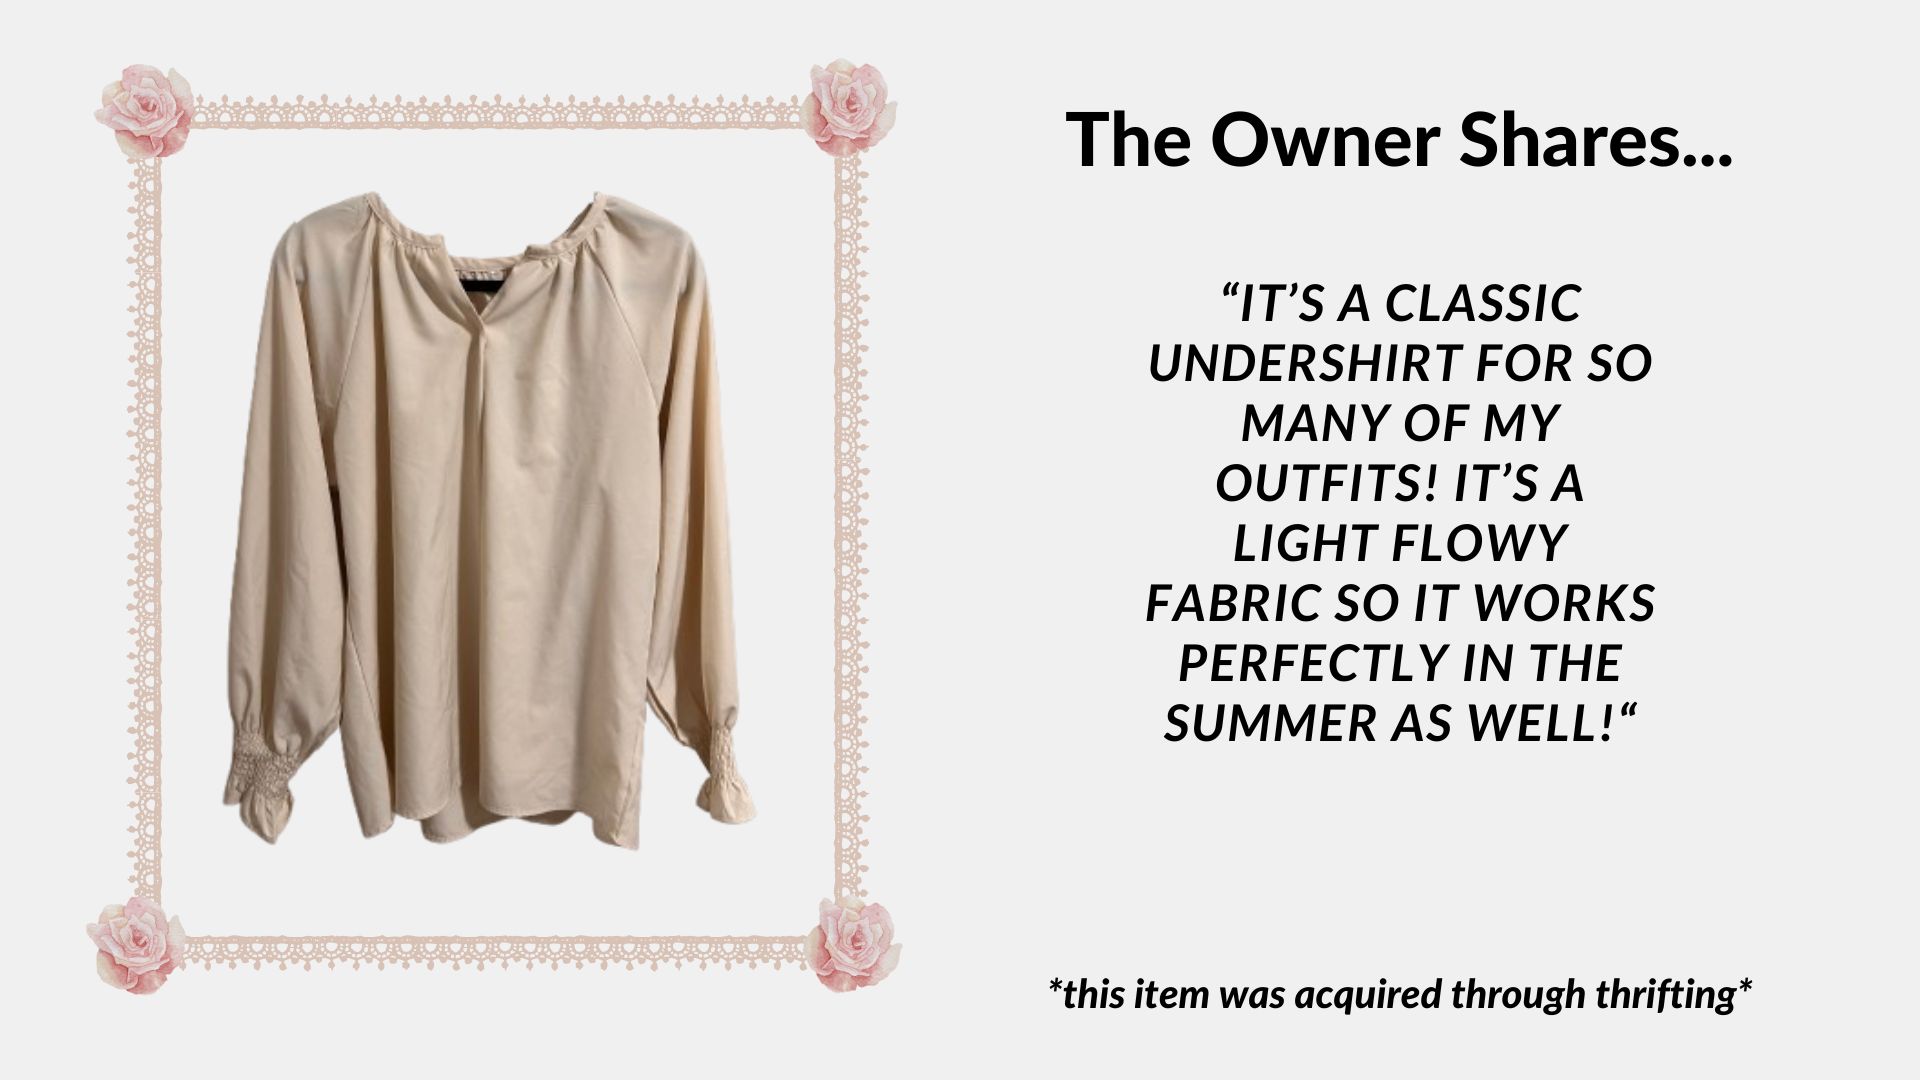 The Owner Shares...
“IT’S A CLASSIC
UNDERSHIRT FOR SO
MANY OF MY
OUTFITS! IT’S A
LIGHT FLOWY
FABRIC SO IT WORKS
PERFECTLY IN THE
SUMMER AS WELL!“
*this item was acquired through thrifting*